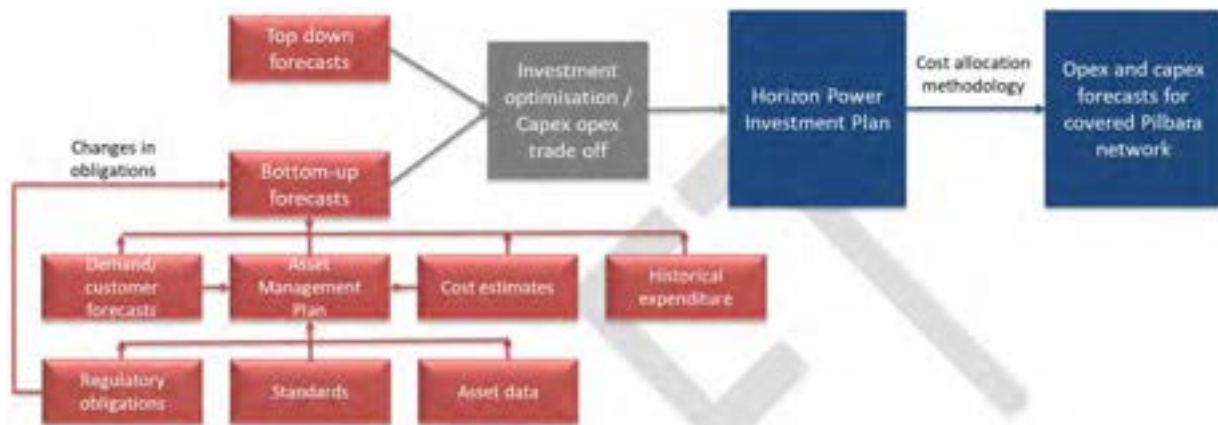 Top down
forecasts
Investment
optimisation /
Capex opex
trade off
Horizon Power
Investment Plan
Cost allocation
methodology
Opex and capex
forecasts for
covered Pilbara
network
Changes in
obligations
Bottom-up
forecasts
Demand/
customer
forecasts
Asset
Management
Plan
Cost estimates
Historical
expenditure
Regulatory
obligations
Standards
Asset data